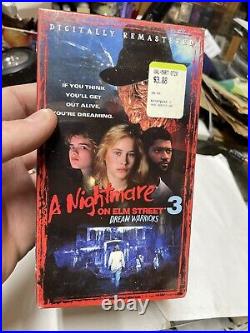 DIGITALLY REMASTERED
IF YOU THINK
YOU'LL GET
OUT ALIVE,
YOU'RE DREAMING.
$3.88
A Nightmare
ON ELM STREET 3
DREAM WARRIORS